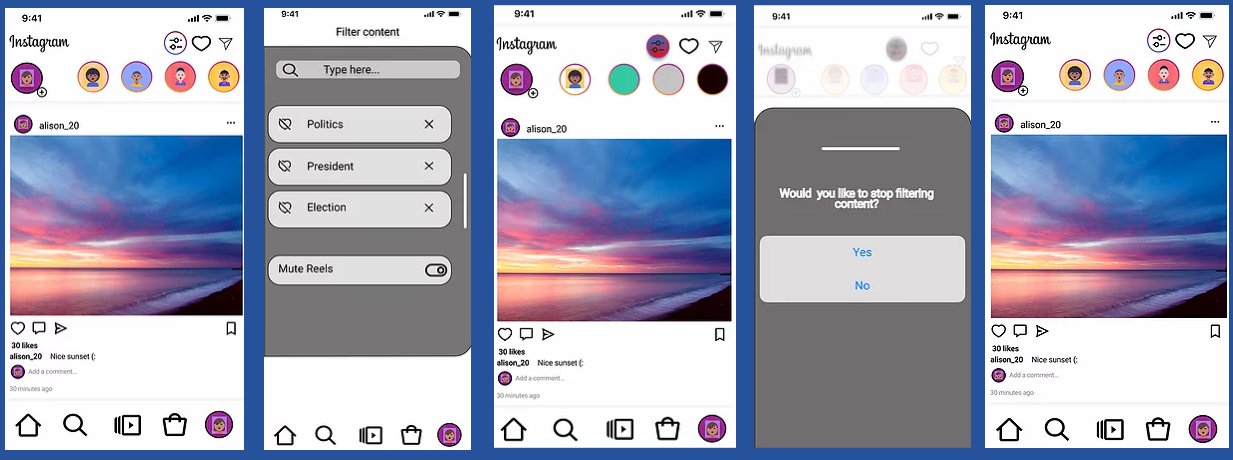 9:41
Instagram
alison_20
30 likes
alison_20 Nice sunset (:
Add a comment...
30 minutes ago
9:41
Filter content
Type here...
Politics
President
Election
Mute Reels
9:41
Instagram
alison_20
30 likes
alison_20 Nice sunset (:
Add a comment...
30 minutes ago
9:41
Instagram
Would you like to stop filtering
content?
Yes
No
9:41
Instagram
alison_20
30 likes
alison_20 Nice sunset (:
Add a comment...
30 minutes ago